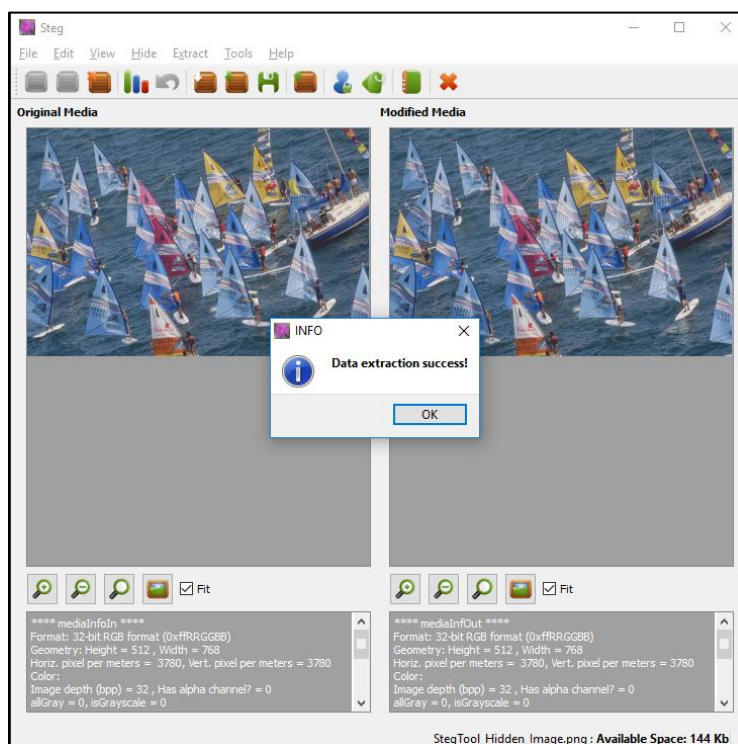 Steg
File Edit View Hide Extract Tools Help
Original Media
Modified Media
INFO
Data extraction success!
OK
Fit
Fit
**** mediaInfoIn ****
Format: 32-bit RGB format (0xffRRGGBB)
Geometry: Height = 512 , Width = 768
Horiz. pixel per meters = 3780, Vert. pixel per meters = 3780
Color:
Image depth (bpp) = 32 , Has alpha channel? = 0
allGray = 0, isGrayscale = 0
**** mediaInfOut ****
Format: 32-bit RGB format (0xffRRGGBB)
Geometry: Height = 512 , Width = 768
Horiz. pixel per meters = 3780, Vert. pixel per meters = 3780
Color:
Image depth (bpp) = 32 , Has alpha channel? = 0
allGray = 0, isGrayscale = 0
StegTool_Hidden_Image.png : Available Space: 144 Kb